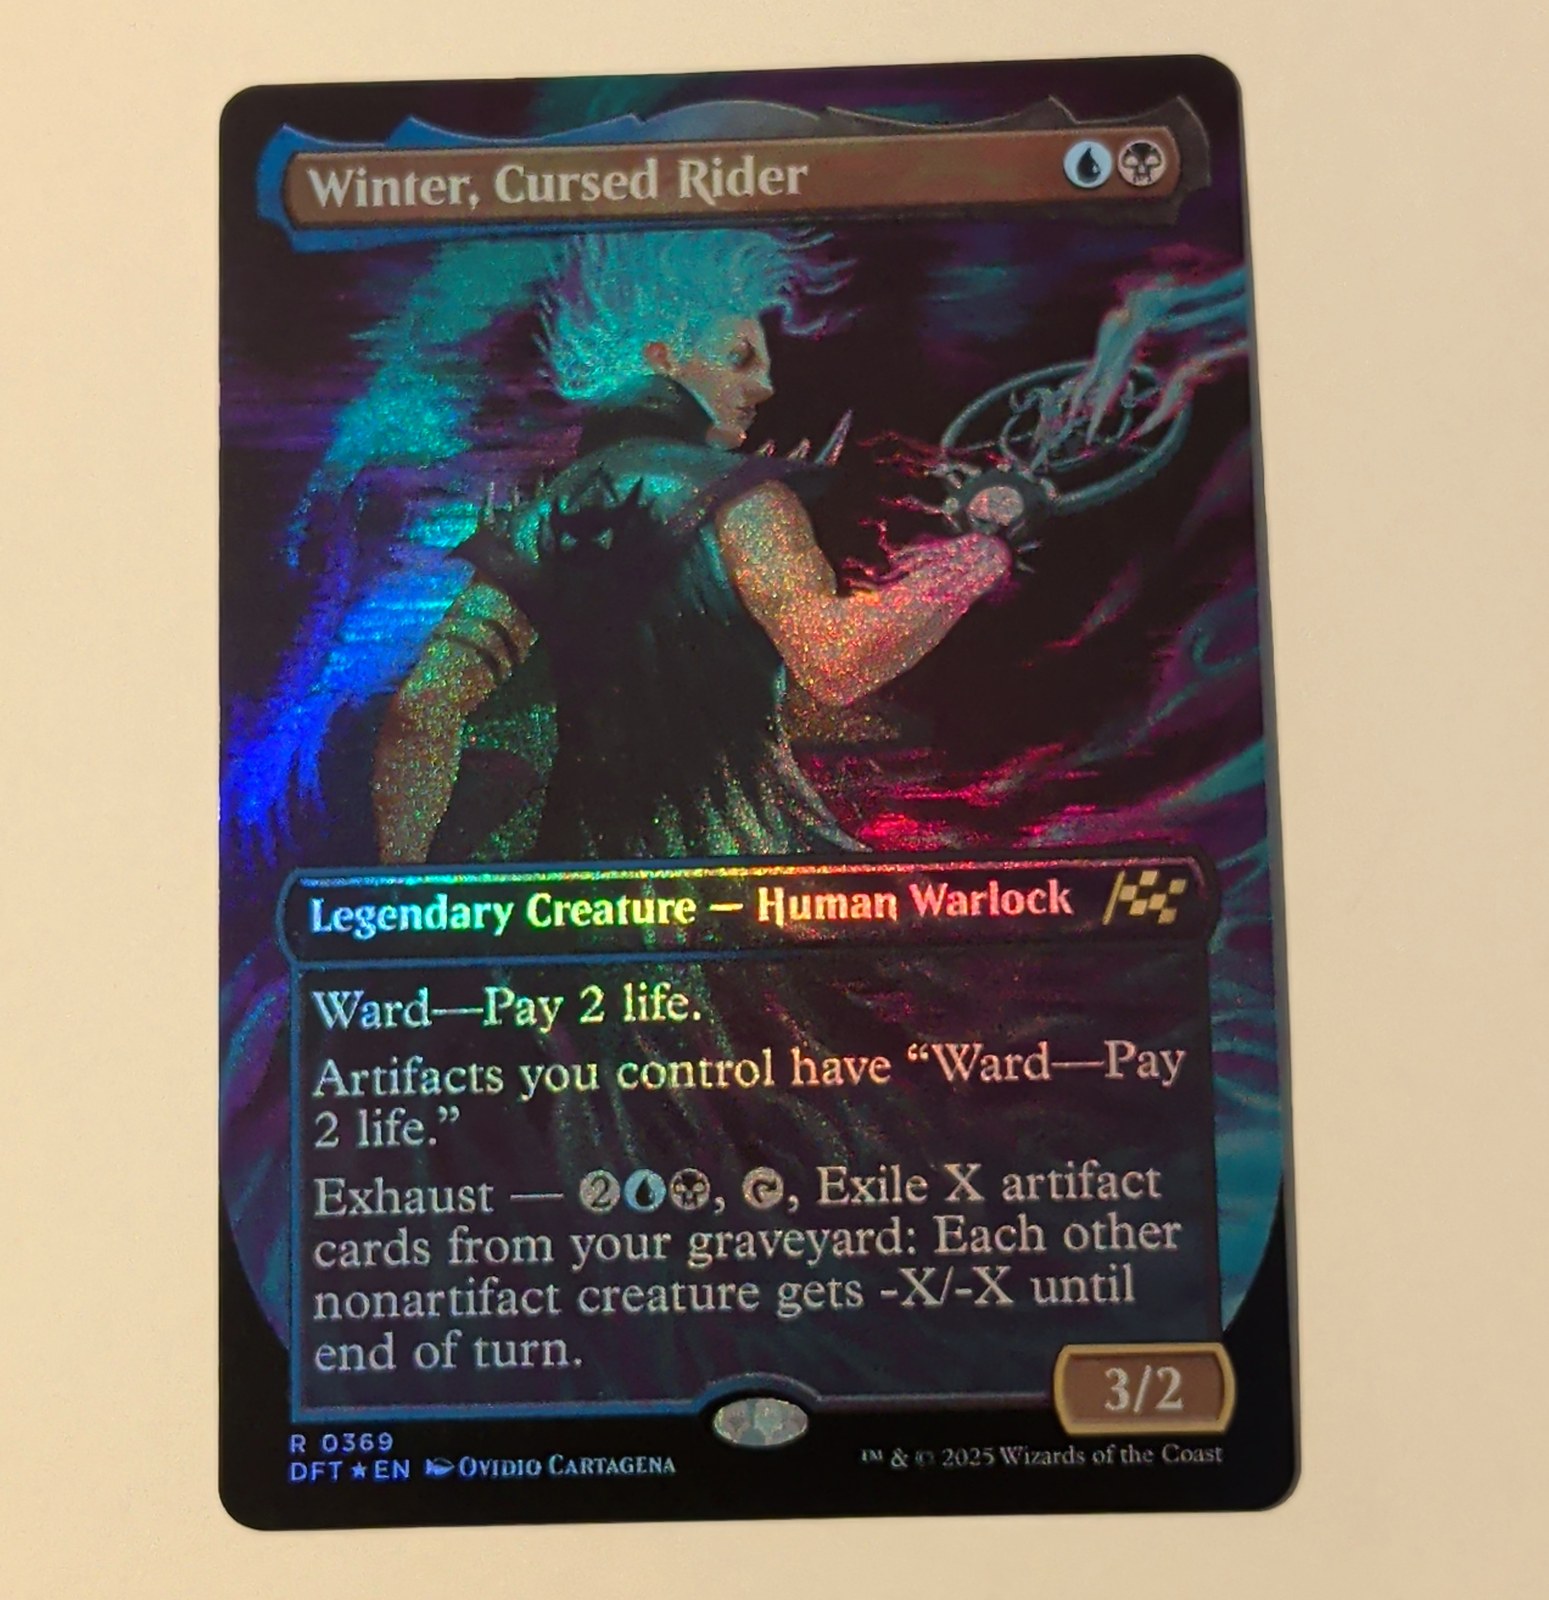 Winter, Cursed Rider
Legendary Creature — Human Warlock
Ward—Pay 2 life.
Artifacts you control have “Ward—Pay
2 life.”
Exhaust — 2, Exile X artifact
cards from your graveyard: Each other
nonartifact creature gets -X/-X until
end of turn.
3/2
R 0369
DFT★EN OVIDIO CARTAGENA
™ & © 2025 Wizards of the Coast